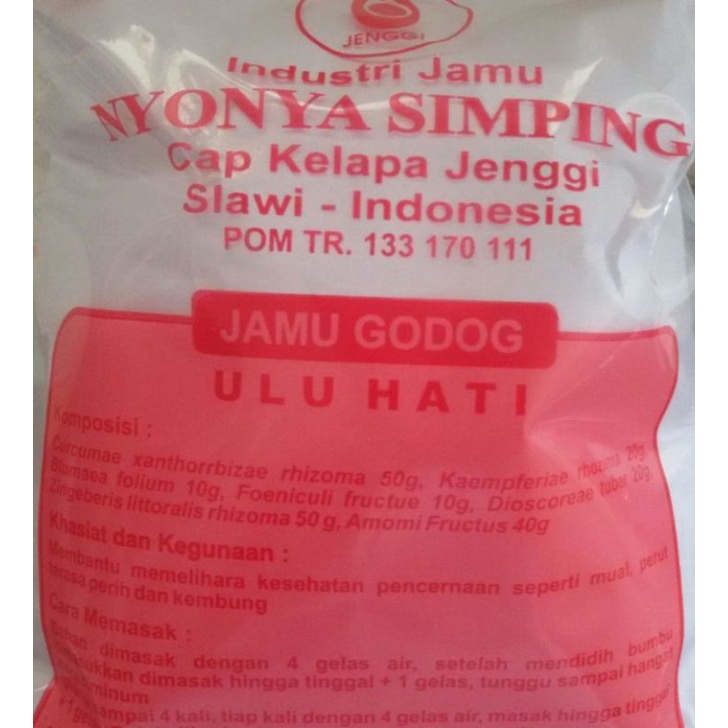 JENGGI
Industri Jamu
NYONYA SIMPING
Cap Kelapa Jenggi
Slawi - Indonesia
POM TR. 133 170 111
JAMU GODOG
ULU HATI
Komposisi :
Curcumae xanthorrbizae rhizoma 50g, Kaempferiae rhozima 20g,
Blumaea folium 10g, Foeniculi fructue 10g, Dioscoreae tuber 20g,
Zingeberis littoralis rhizoma 50 g, Amomi Fructus 40g
Khasiat dan Kegunaan :
Membantu memelihara kesehatan pencernaan seperti mual, perut
terasa perih dan kembung
Cara Memasak :
Bahan dimasak dengan 4 gelas air, setelah mendidih bumbu
dimasukkan dimasak hingga tinggal + 1 gelas, tunggu sampai hangat
sampai 4 kali, tiap kali dengan 4 gelas air, masak hingga tinggal